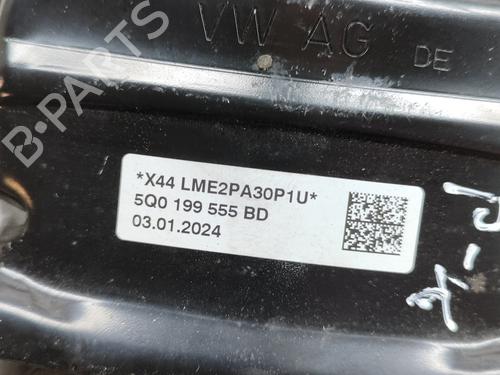 B-PARTS
VW AG
DE
*X44 LME2PA30P1U*
5Q0 199 555 BD
03.01.2024